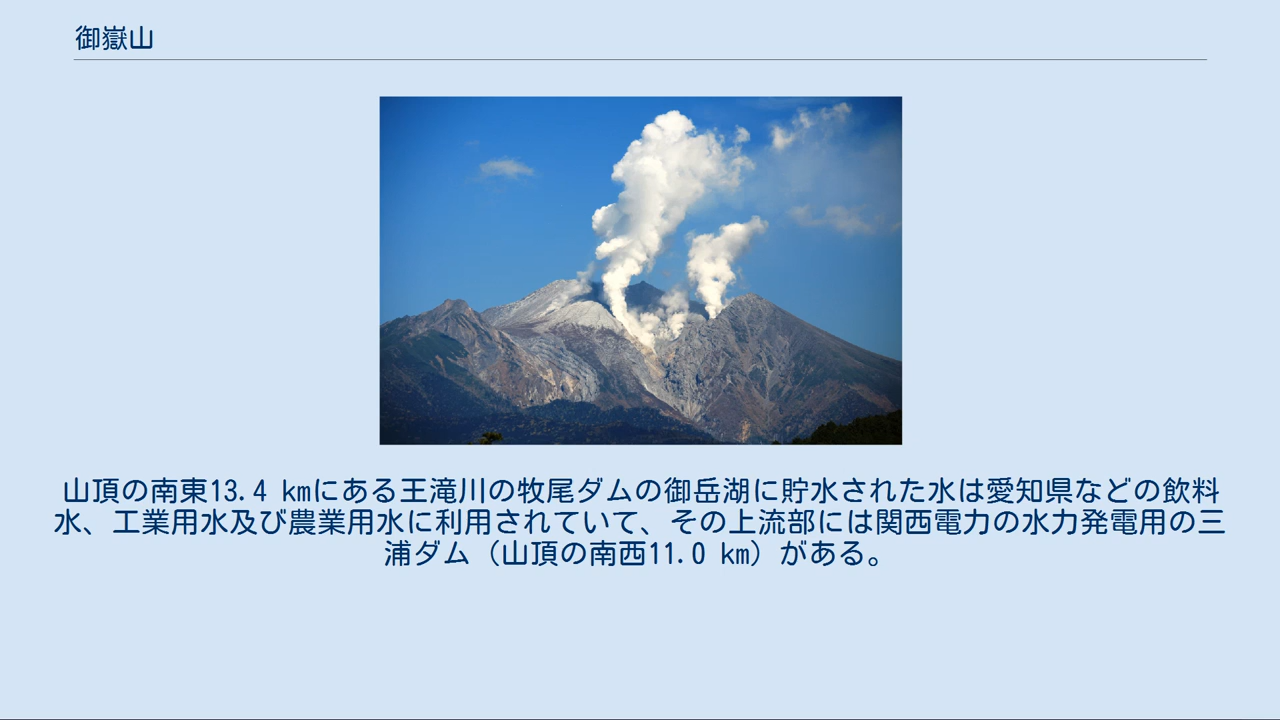 御嶽山
山頂の南東13.4 kmにある王滝川の牧尾ダムの御岳湖に貯水された水は愛知県などの飲料
水、工業用水及び農業用水に利用されていて、その上流部には関西電力の水力発電用の三
浦ダム（山頂の南西11.0 km）がある。